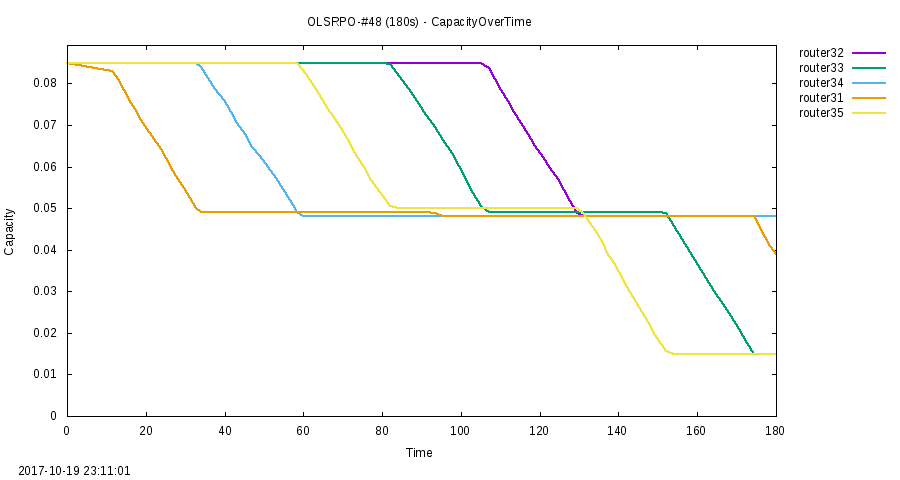 OLSRPO-#48 (180s) - CapacityOverTime
router32
router33
router34
router31
router35
0.08
0.07
0.06
0.05
0.04
0.03
0.02
0.01
0
Capacity
0 20 40 60 80 100 120 140 160 180
Time
2017-10-19 23:11:01